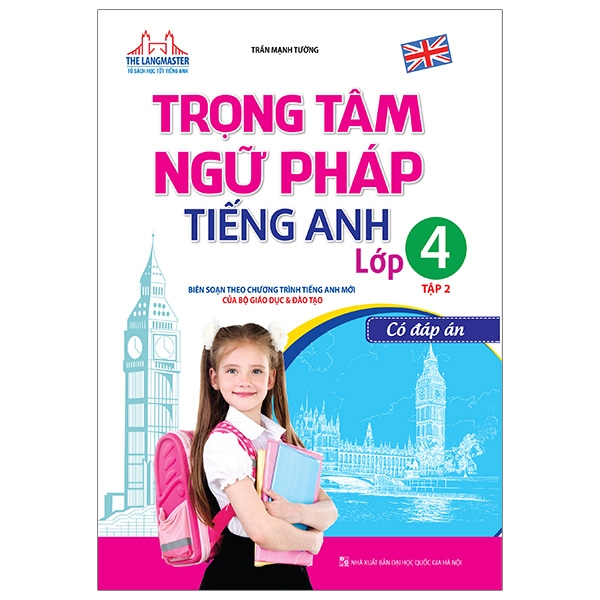 THE LANGMASTER
TỦ SÁCH HỌC TỐT TIẾNG ANH
TRẦN MẠNH TƯỜNG
TRỌNG TÂM
NGỮ PHÁP
TIẾNG ANH
Lớp 4
TẬP 2
BIÊN SOẠN THEO CHƯƠNG TRÌNH TIẾNG ANH MỚI
CỦA BỘ GIÁO DỤC & ĐÀO TẠO
Có đáp án
NHÀ XUẤT BẢN ĐẠI HỌC QUỐC GIA HÀ NỘI